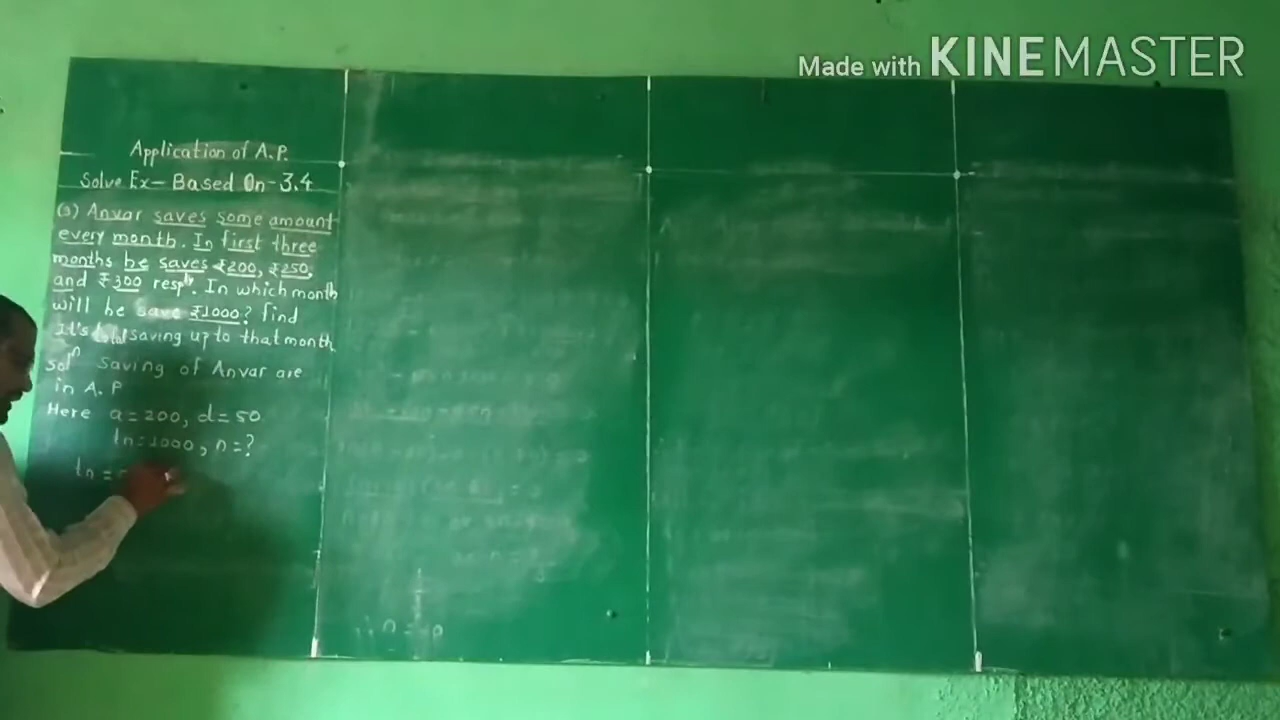 Made with KINEMASTER
Application of A.P.
Solve Ex- Based On-3.4
(3) Anvar saves some amount
every month. In first three
months he saves ₹200, ₹250,
and ₹300 respˡʸ. In which month
will he save ₹1000? find
It's total saving up to that month
Solⁿ Saving of Anvar are
in A.P
Here a=200, d=50
tn=1000, n=?
tn=